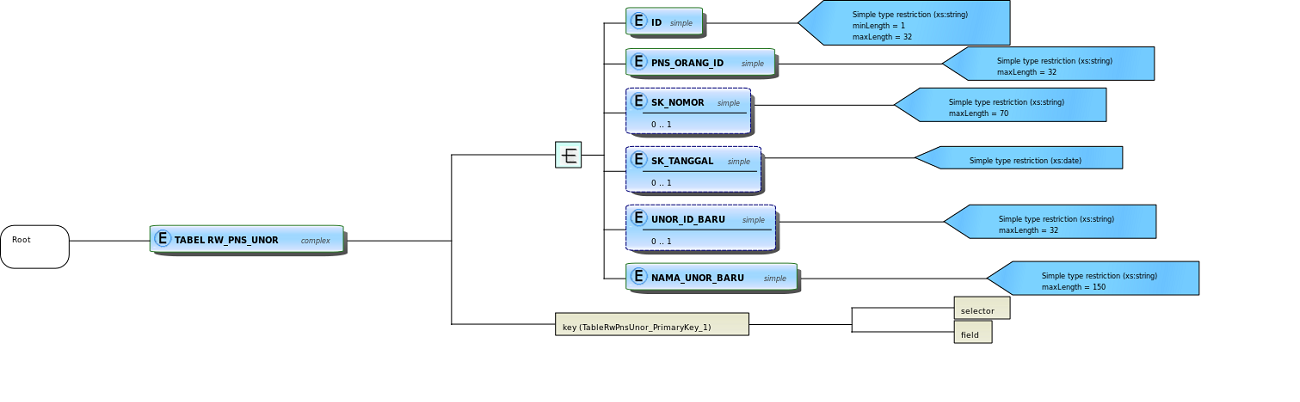 E ID simple
Simple type restriction (xs:string)
minLength = 1
maxLength = 32
E PNS_ORANG_ID simple
Simple type restriction (xs:string)
maxLength = 32
E SK_NOMOR simple
0 .. 1
Simple type restriction (xs:string)
maxLength = 70
E SK_TANGGAL simple
0 .. 1
Simple type restriction (xs:date)
Root
E TABEL RW_PNS_UNOR complex
E UNOR_ID_BARU simple
0 .. 1
Simple type restriction (xs:string)
maxLength = 32
E NAMA_UNOR_BARU simple
Simple type restriction (xs:string)
maxLength = 150
key (TableRwPnsUnor_PrimaryKey_1)
selector
field